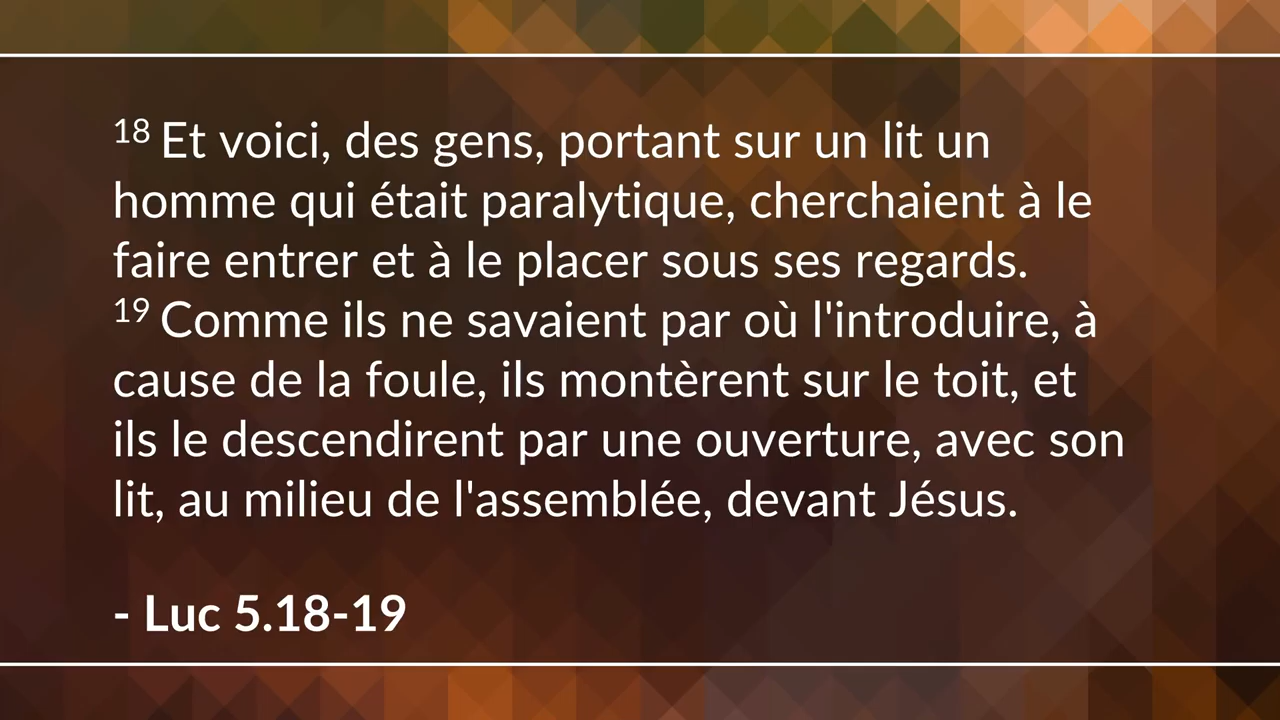 18 Et voici, des gens, portant sur un lit un
homme qui était paralytique, cherchaient à le
faire entrer et à le placer sous ses regards.
19 Comme ils ne savaient par où l'introduire, à
cause de la foule, ils montèrent sur le toit, et
ils le descendirent par une ouverture, avec son
lit, au milieu de l'assemblée, devant Jésus.
- Luc 5.18-19